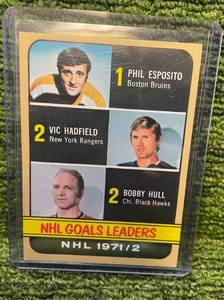 1 PHIL ESPOSITO
Boston Bruins
2 VIC HADFIELD
New York Rangers
2 BOBBY HULL
Chi. Black Hawks
NHL GOALS LEADERS
NHL 1971/2